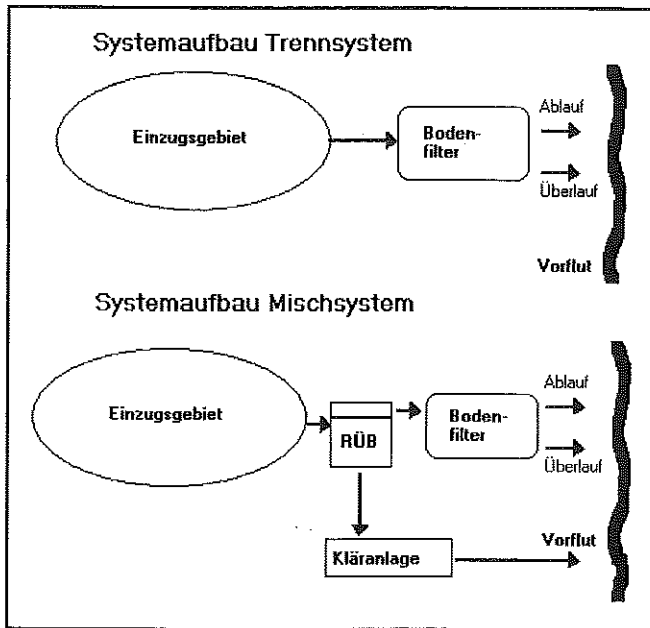 Systemaufbau Trennsystem
Einzugsgebiet
Boden-
filter
Ablauf
Überlauf
Vorflut
Systemaufbau Mischsystem
Einzugsgebiet
RÜB
Boden-
filter
Ablauf
Überlauf
Kläranlage
Vorflut